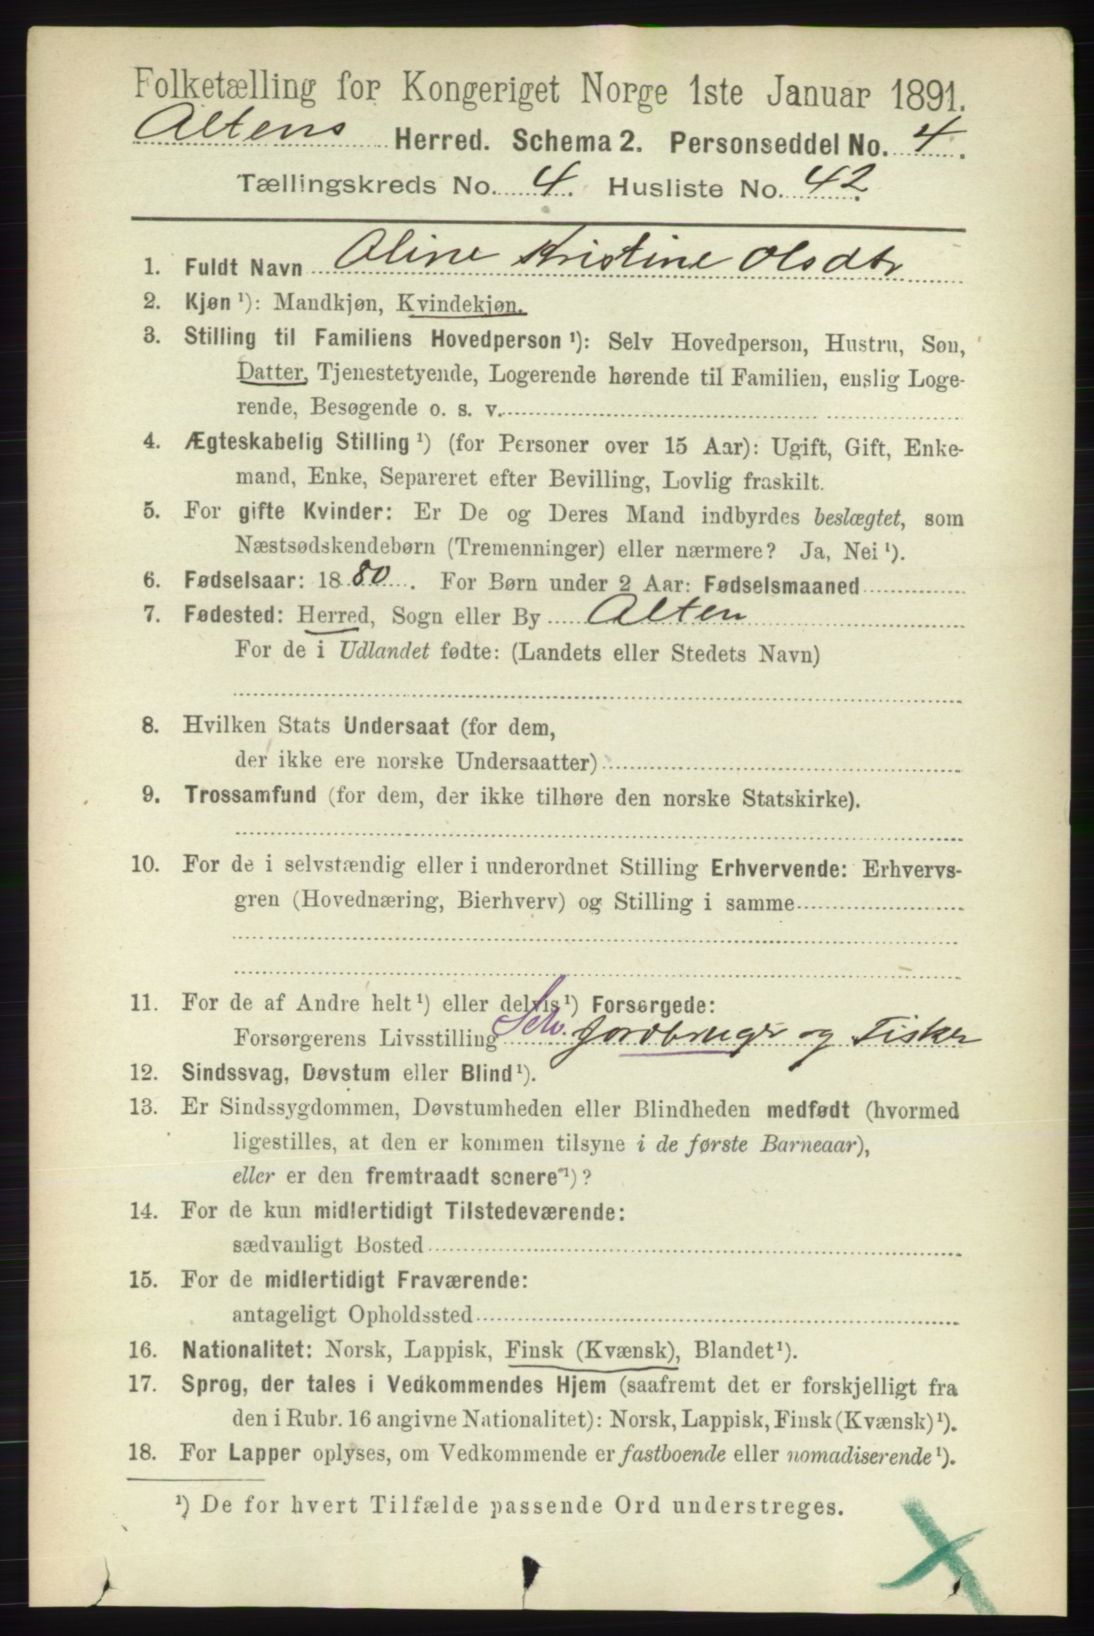 Folketælling for Kongeriget Norge 1ste Januar 1891.
Altens Herred. Schema 2. Personseddel No. 4.
Tællingskreds No. 4. Husliste No. 42.
1. Fuldt Navn Oline Kristine Olsdtr
2. Kjøn ¹): Mandkjøn, Kvindekjøn.
3. Stilling til Familiens Hovedperson ¹): Selv Hovedperson, Hustru, Søn,
Datter, Tjenestetyende, Logerende hørende til Familien, enslig Loge-
rende, Besøgende o. s. v.
4. Ægteskabelig Stilling ¹) (for Personer over 15 Aar): Ugift, Gift, Enke-
mand, Enke, Separeret efter Bevilling, Lovlig fraskilt.
5. For gifte Kvinder: Er De og Deres Mand indbyrdes beslægtet, som
Næstsødskendebørn (Tremenninger) eller nærmere? Ja, Nei ¹).
6. Fødselsaar: 1880. For Børn under 2 Aar: Fødselsmaaned
7. Fødested: Herred, Sogn eller By Alten
For de i Udlandet fødte: (Landets eller Stedets Navn)
8. Hvilken Stats Undersaat (for dem,
der ikke ere norske Undersaatter)
9. Trossamfund (for dem, der ikke tilhøre den norske Statskirke).
10. For de i selvstændig eller i underordnet Stilling Erhvervende: Erhvervs-
gren (Hovednæring, Bierhverv) og Stilling i samme
11. For de af Andre helt ¹) eller delvis ¹) Forsørgede:
Forsørgerens Livsstilling Selv. Jordbruger og Fisker
12. Sindssvag, Døvstum eller Blind ¹).
13. Er Sindssygdommen, Døvstumheden eller Blindheden medfødt (hvormed
ligestilles, at den er kommen tilsyne i de første Barneaar),
eller er den fremtraadt senere ¹)?
14. For de kun midlertidigt Tilstedeværende:
sædvanligt Bosted
15. For de midlertidigt Fraværende:
antageligt Opholdssted
16. Nationalitet: Norsk, Lappisk, Finsk (Kvænsk), Blandet ¹).
17. Sprog, der tales i Vedkommendes Hjem (saafremt det er forskjelligt fra
den i Rubr. 16 angivne Nationalitet): Norsk, Lappisk, Finsk (Kvænsk) ¹).
18. For Lapper oplyses, om Vedkommende er fastboende eller nomadiserende ¹).
¹) De for hvert Tilfælde passende Ord understreges.